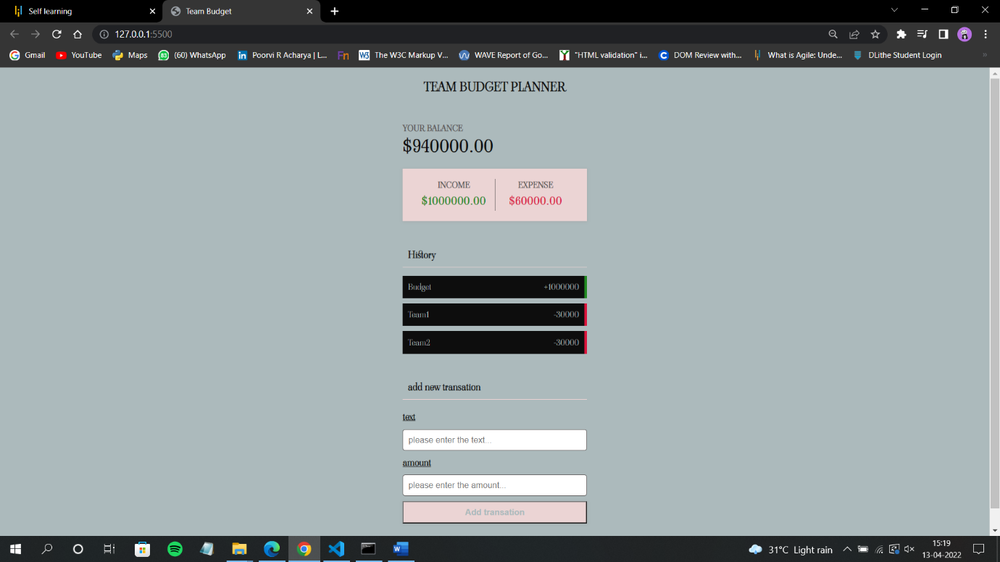 Self learning
Team Budget
127.0.0.1:5500
Gmail YouTube Maps (60) WhatsApp Poorvi R Acharya | L... Fn W3 The W3C Markup V... WAVE Report of Go... Y "HTML validation" i... C DOM Review with... What is Agile: Unde... DLithe Student Login »
TEAM BUDGET PLANNER
YOUR BALANCE
$940000.00
INCOME EXPENSE
$1000000.00 $60000.00
History
Budget +1000000
Team1 -30000
Team2 -30000
add new transation
text
please enter the text...
amount
please enter the amount...
Add transation
31°C Light rain
15:19
13-04-2022